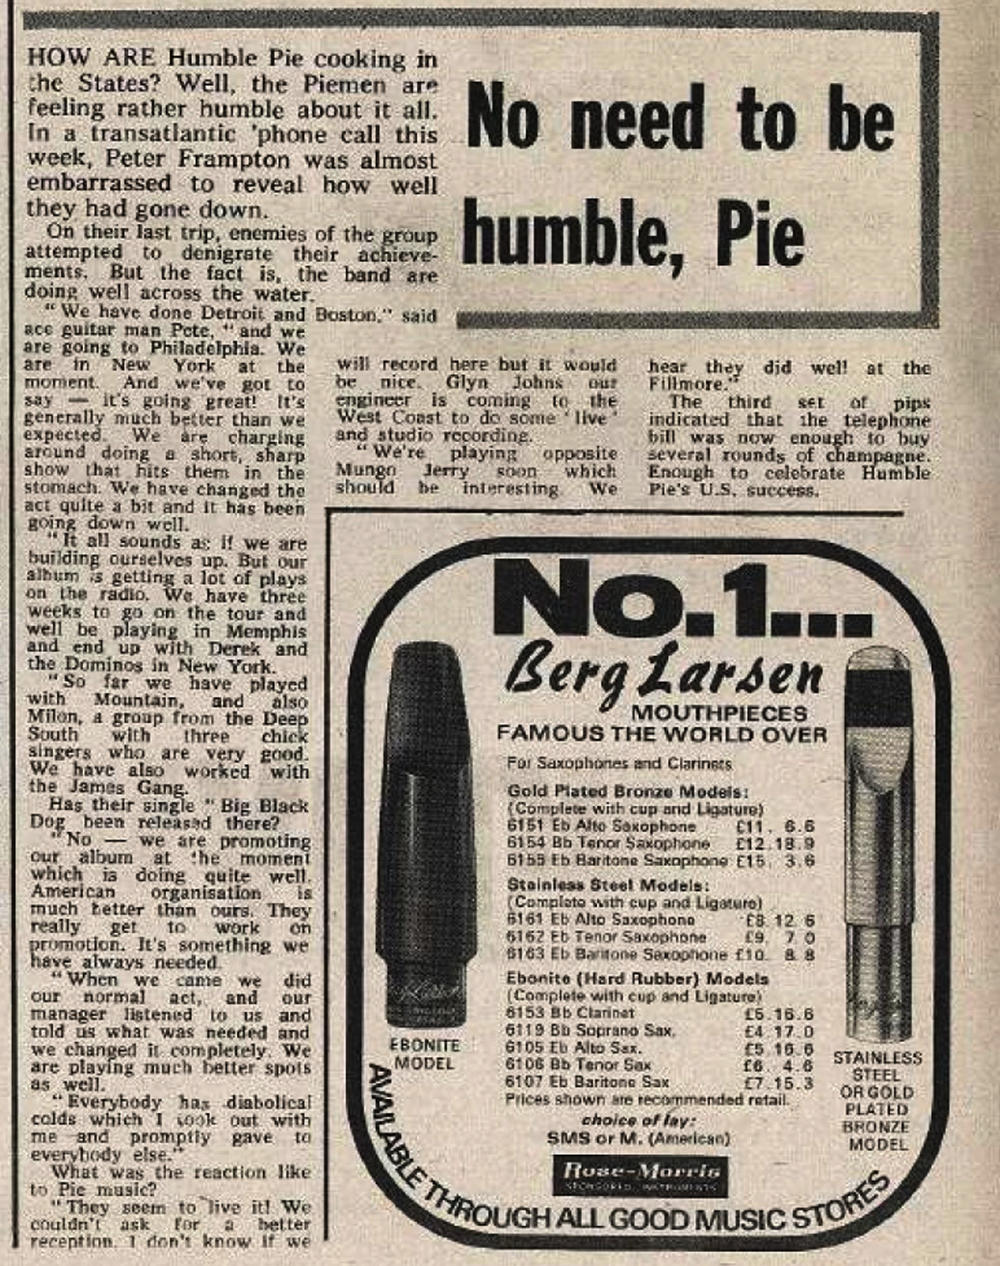 No need to be
humble, Pie
HOW ARE Humble Pie cooking in
the States? Well, the Piemen are
feeling rather humble about it all.
In a transatlantic 'phone call this
week, Peter Frampton was almost
embarrassed to reveal how well
they had gone down.
On their last trip, enemies of the group
attempted to denigrate their achieve-
ments. But the fact is, the band are
doing well across the water.
"We have done Detroit and Boston," said
ace guitar man Pete, "and we
are going to Philadelphia. We
are in New York at the
moment. And we've got to
say — it's going great! It's
generally much better than we
expected. We are charging
around doing a short, sharp
show that hits them in the
stomach. We have changed the
act quite a bit and it has been
going down well.
"It all sounds as if we are
building ourselves up. But our
album is getting a lot of plays
on the radio. We have three
weeks to go on the tour and
well be playing in Memphis
and end up with Derek and
the Dominos in New York.
"So far we have played
with Mountain, and also
Milon, a group from the Deep
South with three chick
singers who are very good.
We have also worked with
the James Gang.
Has their single "Big Black
Dog been released there?
"No — we are promoting
our album at the moment
which is doing quite well.
American organisation is
much better than ours. They
really get to work on
promotion. It's something we
have always needed.
"When we came we did
our normal act, and our
manager listened to us and
told us what was needed and
we changed it completely. We
are playing much better spots
as well.
"Everybody has diabolical
colds which I took out with
me and promptly gave to
everybody else."
What was the reaction like
to Pie music?
"They seem to live it! We
couldn't ask for a better
reception. I don't know if we
will record here but it would
be nice. Glyn Johns our
engineer is coming to the
West Coast to do some 'live'
and studio recording.
"We're playing opposite
Mungo Jerry soon which
should be interesting. We
hear they did well at the
Fillmore."
The third set of pips
indicated that the telephone
bill was now enough to buy
several rounds of champagne.
Enough to celebrate Humble
Pie's U.S. success.
No.1...
Berg Larsen
MOUTHPIECES
FAMOUS THE WORLD OVER
For Saxophones and Clarinets
Gold Plated Bronze Models:
(Complete with cup and Ligature)
6151 Eb Alto Saxophone £11. 6.6
6154 Bb Tenor Saxophone £12.18.9
6155 Eb Baritone Saxophone £15. 3.6
Stainless Steel Models:
(Complete with cup and Ligature)
6161 Eb Alto Saxophone £8 12 6
6162 Eb Tenor Saxophone £9. 7 0
6163 Eb Baritone Saxophone £10. 8 8
Ebonite (Hard Rubber) Models
(Complete with cup and Ligature)
6153 Bb Clarinet £5.16.6
6119 Bb Soprano Sax. £4 17.0
6105 Eb Alto Sax. £5 16 6
6106 Bb Tenor Sax £6. 4.6
6107 Eb Baritone Sax £7.15.3
Prices shown are recommended retail.
choice of lay:
SMS or M. (American)
Rose-Morris
SPONSORED INSTRUMENTS
EBONITE
MODEL
STAINLESS
STEEL
OR GOLD
PLATED
BRONZE
MODEL
AVAILABLE THROUGH ALL GOOD MUSIC STORES